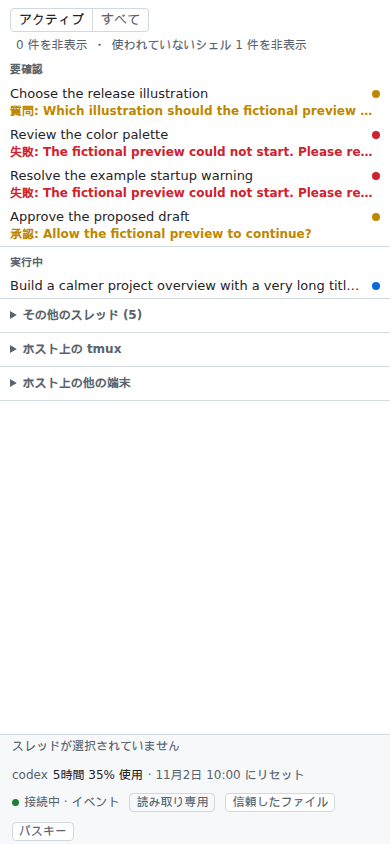 アクティブ すべて
0 件を非表示 ・ 使われていないシェル 1 件を非表示
要確認
Choose the release illustration
質問: Which illustration should the fictional preview …
Review the color palette
失敗: The fictional preview could not start. Please re…
Resolve the example startup warning
失敗: The fictional preview could not start. Please re…
Approve the proposed draft
承認: Allow the fictional preview to continue?
実行中
Build a calmer project overview with a very long titl…
▶ その他のスレッド (5)
▶ ホスト上の tmux
▶ ホスト上の他の端末
スレッドが選択されていません
codex 5時間 35% 使用 · 11月2日 10:00 にリセット
接続中 · イベント 読み取り専用 信頼したファイル
パスキー